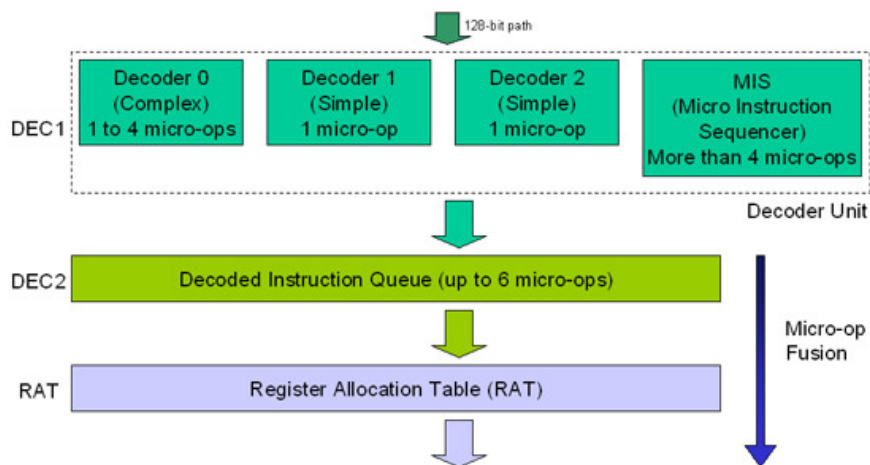 128-bit path
Decoder 0
(Complex)
1 to 4 micro-ops
Decoder 1
(Simple)
1 micro-op
Decoder 2
(Simple)
1 micro-op
MIS
(Micro Instruction
Sequencer)
More than 4 micro-ops
DEC1
Decoder Unit
DEC2
Decoded Instruction Queue (up to 6 micro-ops)
Micro-op
Fusion
RAT
Register Allocation Table (RAT)